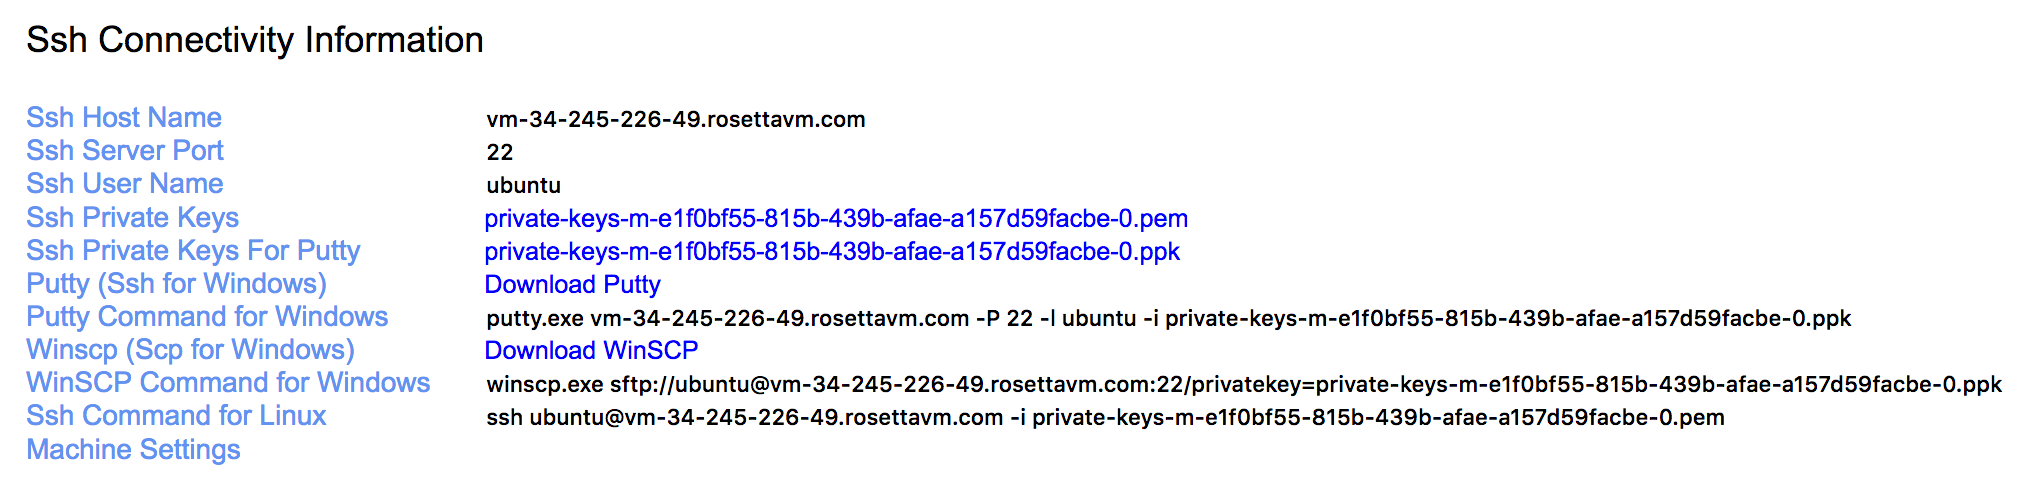 Ssh Connectivity Information
Ssh Host Name vm-34-245-226-49.rosettavm.com
Ssh Server Port 22
Ssh User Name ubuntu
Ssh Private Keys private-keys-m-e1f0bf55-815b-439b-afae-a157d59facbe-0.pem
Ssh Private Keys For Putty private-keys-m-e1f0bf55-815b-439b-afae-a157d59facbe-0.ppk
Putty (Ssh for Windows) Download Putty
Putty Command for Windows putty.exe vm-34-245-226-49.rosettavm.com -P 22 -l ubuntu -i private-keys-m-e1f0bf55-815b-439b-afae-a157d59facbe-0.ppk
Winscp (Scp for Windows) Download WinSCP
WinSCP Command for Windows winscp.exe sftp://ubuntu@vm-34-245-226-49.rosettavm.com:22/privatekey=private-keys-m-e1f0bf55-815b-439b-afae-a157d59facbe-0.ppk
Ssh Command for Linux ssh ubuntu@vm-34-245-226-49.rosettavm.com -i private-keys-m-e1f0bf55-815b-439b-afae-a157d59facbe-0.pem
Machine Settings